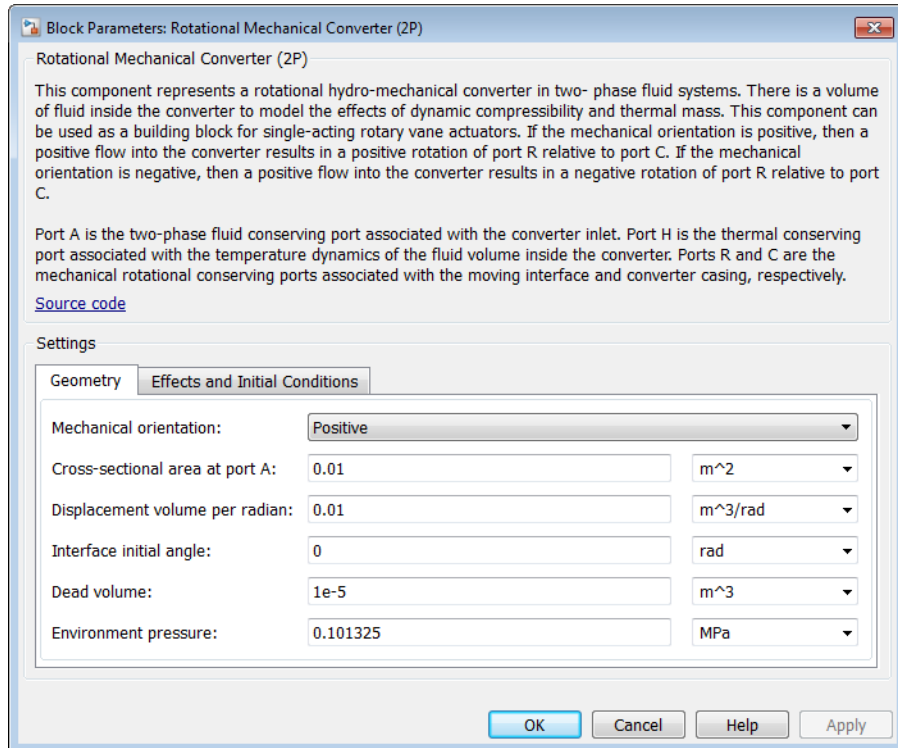 Block Parameters: Rotational Mechanical Converter (2P)
Rotational Mechanical Converter (2P)
This component represents a rotational hydro-mechanical converter in two- phase fluid systems. There is a volume
of fluid inside the converter to model the effects of dynamic compressibility and thermal mass. This component can
be used as a building block for single-acting rotary vane actuators. If the mechanical orientation is positive, then a
positive flow into the converter results in a positive rotation of port R relative to port C. If the mechanical
orientation is negative, then a positive flow into the converter results in a negative rotation of port R relative to port
C.
Port A is the two-phase fluid conserving port associated with the converter inlet. Port H is the thermal conserving
port associated with the temperature dynamics of the fluid volume inside the converter. Ports R and C are the
mechanical rotational conserving ports associated with the moving interface and converter casing, respectively.
Source code
Settings
Geometry Effects and Initial Conditions
Mechanical orientation: Positive
Cross-sectional area at port A: 0.01 m^2
Displacement volume per radian: 0.01 m^3/rad
Interface initial angle: 0 rad
Dead volume: 1e-5 m^3
Environment pressure: 0.101325 MPa
OK Cancel Help Apply